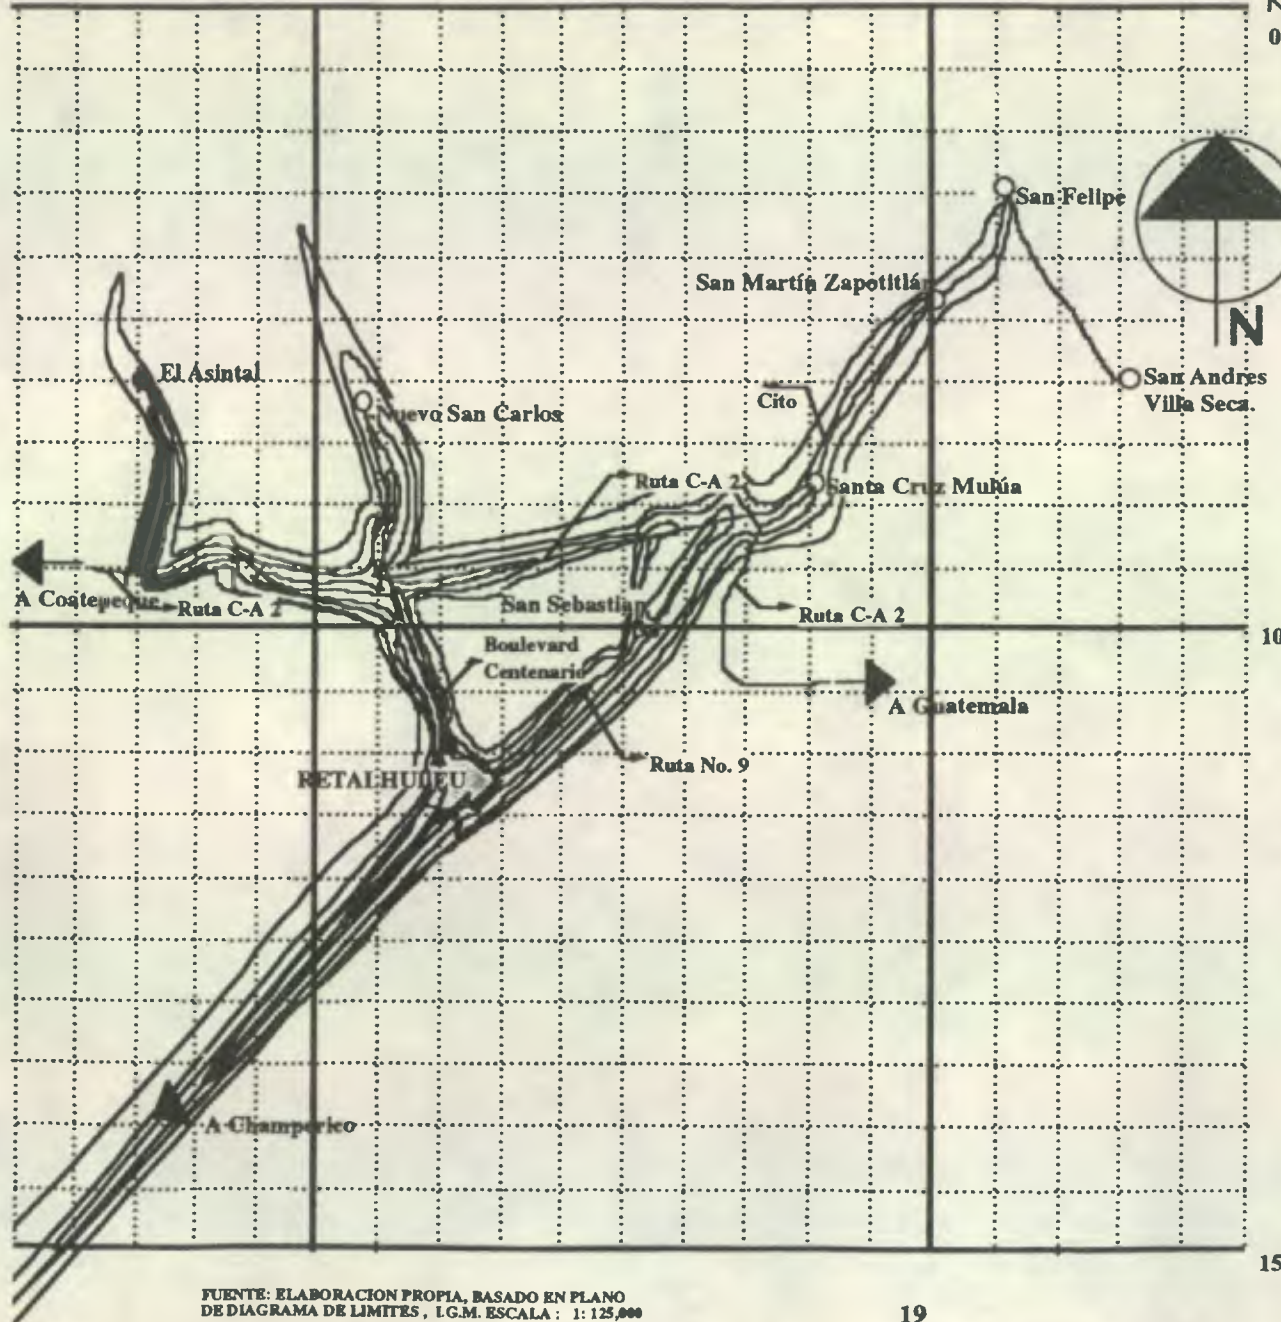 N
0
San Felipe
San Martín Zapotitlán
N
El Asintal
San Andres
Villa Seca.
Cito
Nuevo San Carlos
Ruta C-A 2
Santa Cruz Mulúa
A Coatepeque
Ruta C-A 2
San Sebastian
Ruta C-A 2
10
Boulevard
Centenario
A Guatemala
Ruta No. 9
RETALHULEU
A Champerico
15
FUENTE: ELABORACION PROPIA, BASADO EN PLANO
DE DIAGRAMA DE LIMITES, I.G.M. ESCALA: 1: 125,000
19